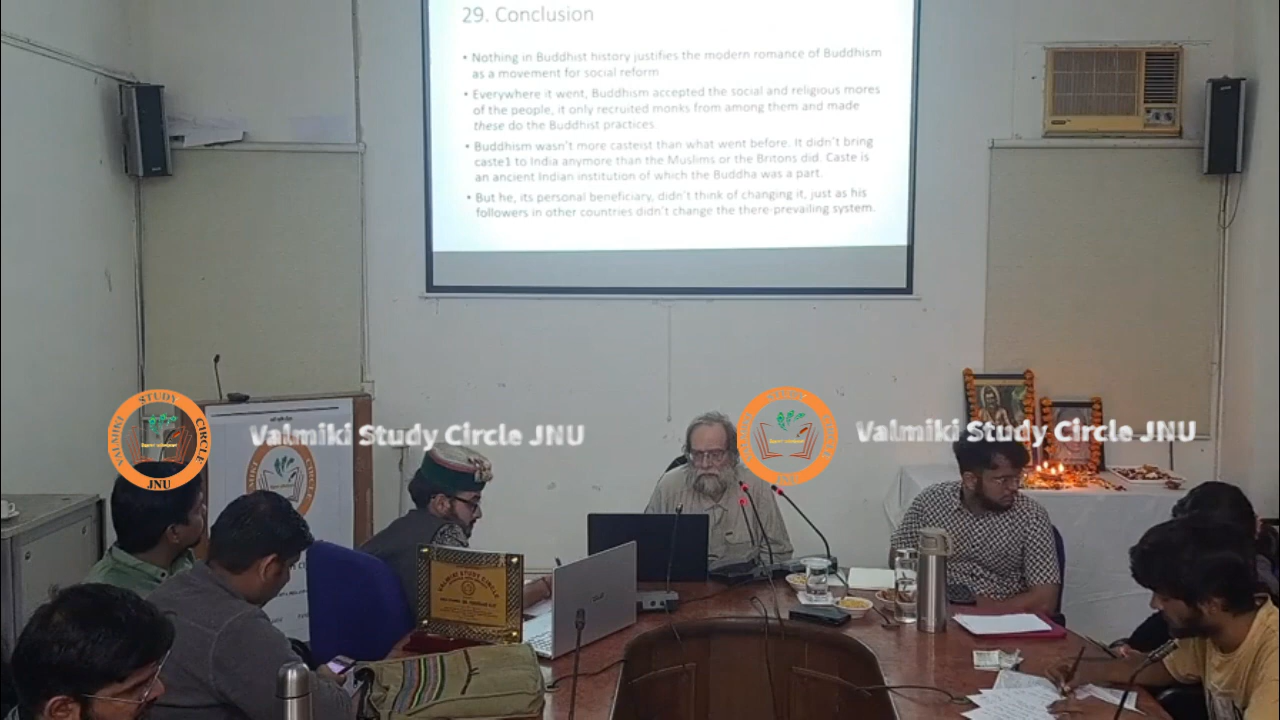 29. Conclusion
• Nothing in Buddhist history justifies the modern romance of Buddhism
as a movement for social reform
• Everywhere it went, Buddhism accepted the social and religious mores
of the people, it only recruited monks from among them and made
these do the Buddhist practices
• Buddhism wasn't more casteist than what went before. It didn't bring
caste1 to India anymore than the Muslims or the Britons did. Caste is
an ancient Indian institution of which the Buddha was a part.
• But he, its personal beneficiary, didn't think of changing it, just as his
followers in other countries didn't change the there-prevailing system.
VALMIKI STUDY CIRCLE
JNU
Valmiki Study Circle JNU
Valmiki Study Circle JNU
VALMIKI STUDY CIRCLE